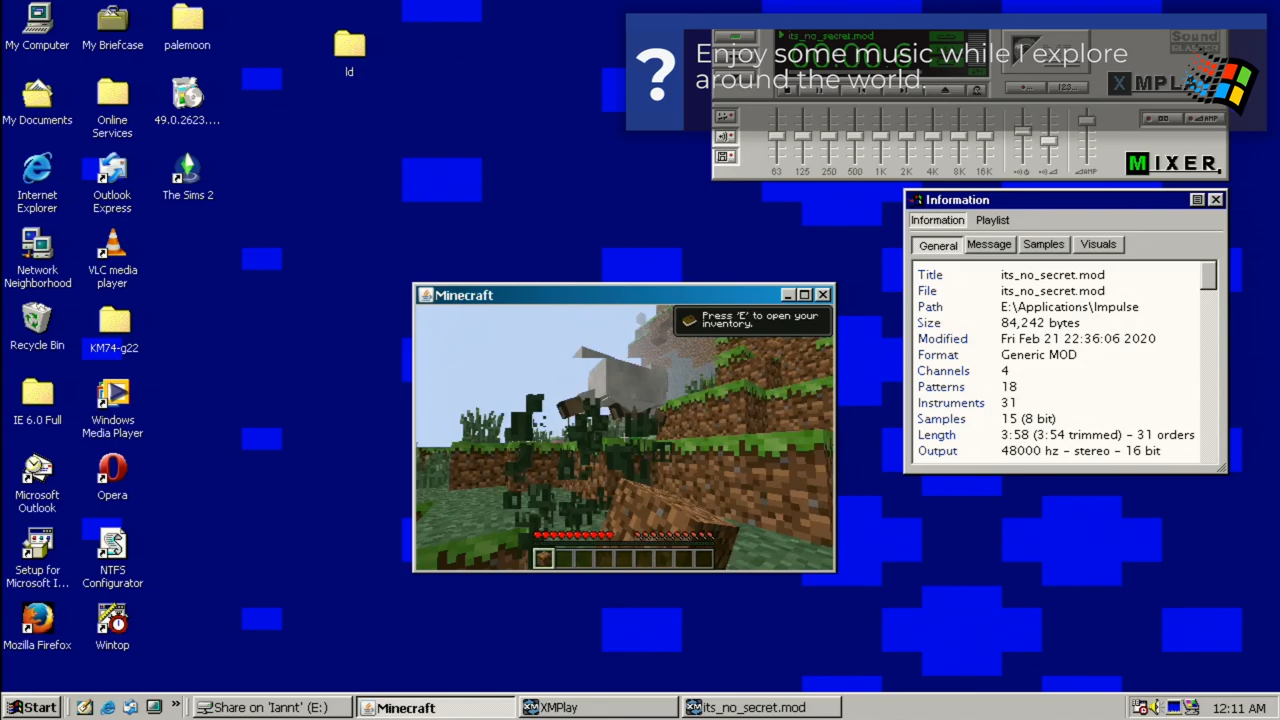 My Computer
My Briefcase
palemoon
ld
its_no_secret.mod
Enjoy some music while I explore
around the world.
Sound
BLASTER
XMPLAY
My Documents
Online
Services
49.0.2623....
123...
AMP
63 125 250 500 1K 2K 4K 8K 16K
AMP
MIXER.
Internet
Explorer
Outlook
Express
The Sims 2
Information
Information
Playlist
General
Message
Samples
Visuals
Title its_no_secret.mod
File its_no_secret.mod
Path E:\Applications\Impulse
Size 84,242 bytes
Modified Fri Feb 21 22:36:06 2020
Format Generic MOD
Channels 4
Patterns 18
Instruments 31
Samples 15 (8 bit)
Length 3:58 (3:54 trimmed) - 31 orders
Output 48000 hz - stereo - 16 bit
Network
Neighborhood
VLC media
player
Minecraft
Press 'E' to open your
inventory.
Recycle Bin
KM74-g22
IE 6.0 Full
Windows
Media Player
Microsoft
Outlook
Opera
Setup for
Microsoft I...
NTFS
Configurator
Mozilla Firefox
Wintop
Start
Share on 'Iannt' (E:)
Minecraft
XMPlay
its_no_secret.mod
12:11 AM